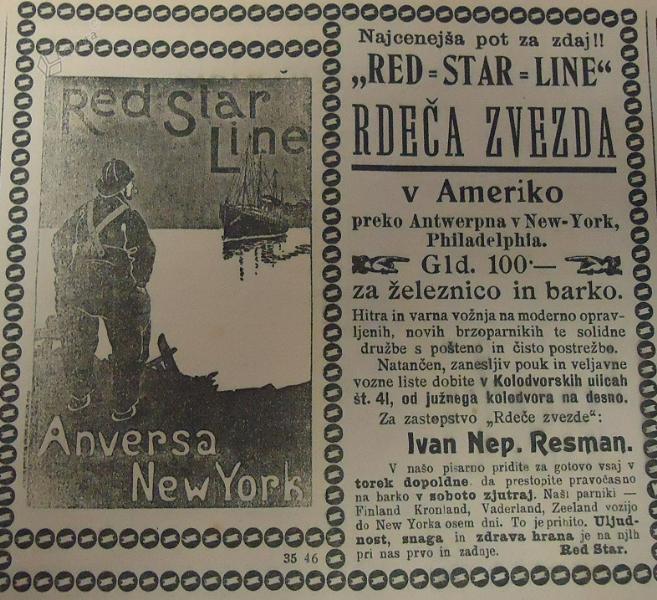 Red Star
Line
Anversa
New York
35 46
Najcenejša pot za zdaj!!
„RED=STAR=LINE“
RDEČA ZVEZDA
v Ameriko
preko Antwerpna v New-York,
Philadelphia.
Gld. 100·—
za železnico in barko.
Hitra in varna vožnja na moderno oprav-
ljenih, novih brzoparnikih te solidne
družbe s pošteno in čisto postrežbo.
Natančen, zanesljiv pouk in veljavne
vozne liste dobite v Kolodvorskih ulicah
št. 41, od južnega kolodvora na desno.
Za zastopstvo „Rdeče zvezde“:
Ivan Nep. Resman.
V našo pisarno pridite za gotovo vsaj v
torek dopoldne, da prestopite pravočasno
na barko v soboto zjutraj. Naši parniki —
Finland Kronland, Vaderland, Zeeland vozijo
do New Yorka osem dni. To je pribito. Uljud-
nost, snaga in zdrava hrana je na njih
pri nas prvo in zadnje. Red Star.